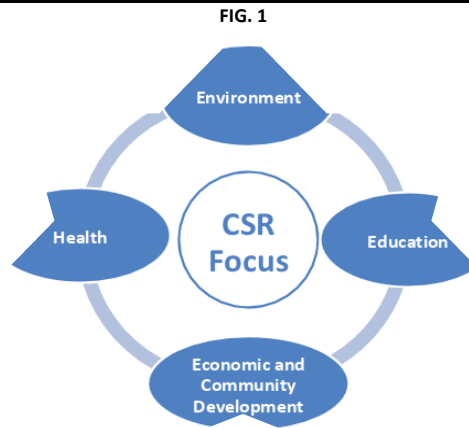 FIG. 1
Environment
CSR
Focus
Health
Education
Economic and
Community
Development